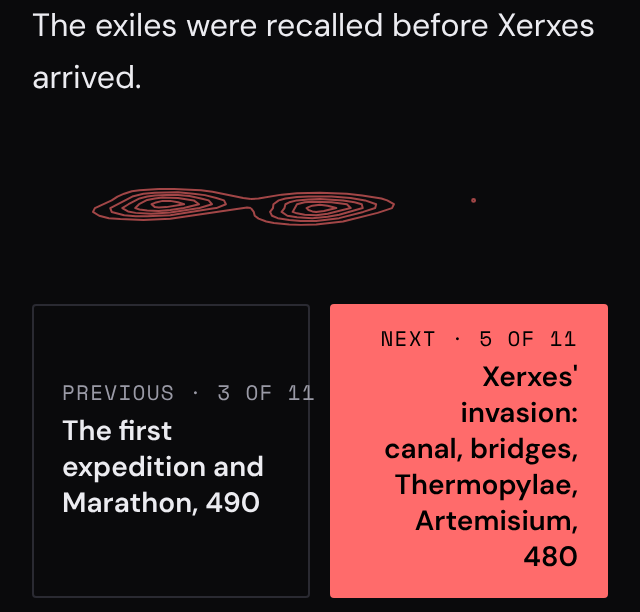 The exiles were recalled before Xerxes
arrived.
PREVIOUS · 3 OF 11
The first
expedition and
Marathon, 490
NEXT · 5 OF 11
Xerxes'
invasion:
canal, bridges,
Thermopylae,
Artemisium,
480